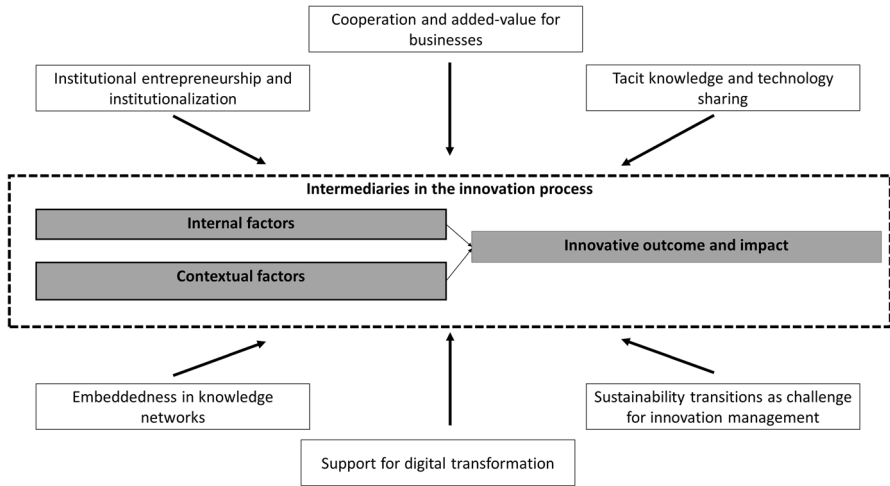 Cooperation and added-value for
businesses
Institutional entrepreneurship and
institutionalization
Tacit knowledge and technology
sharing
Intermediaries in the innovation process
Internal factors
Innovative outcome and impact
Contextual factors
Embeddedness in knowledge
networks
Sustainability transitions as challenge
for innovation management
Support for digital transformation